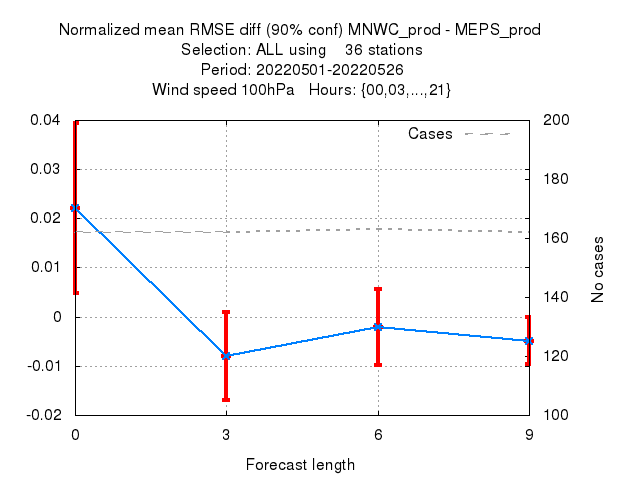 Normalized mean RMSE diff (90% conf) MNWC_prod - MEPS_prod
Selection: ALL using    36 stations
Period: 20220501-20220526
Wind speed 100hPa   Hours: {00,03,...,21}
Cases
0.04
0.03
0.02
0.01
0
-0.01
-0.02
200
180
160
140
120
100
No cases
0 3 6 9
Forecast length